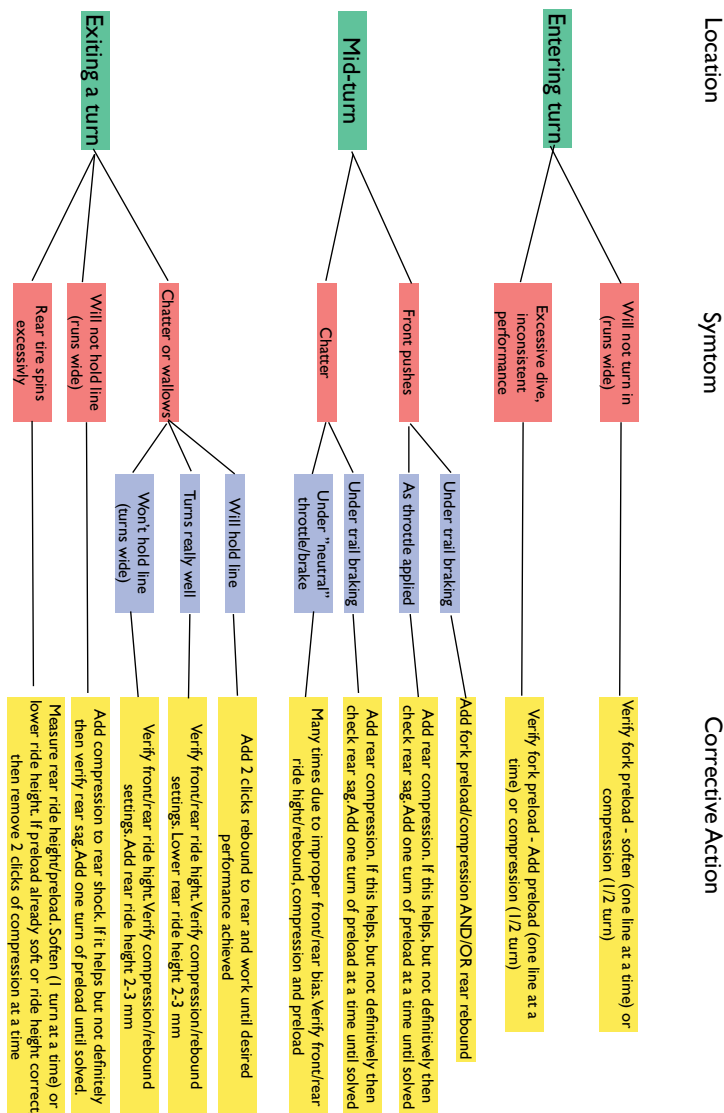 Location
Symtom
Corrective Action
Entering turn
Will not turn in
(runs wide)
Verify fork preload - soften (one line at a time) or
compression (1/2 turn)
Excessive dive,
inconsistent
performance
Verify fork preload - Add preload (one line at a
time) or compression (1/2 turn)
Mid-turn
Front pushes
Under trail braking
Add fork preload/compression AND/OR rear rebound
As throttle applied
Add rear compression. If this helps, but not definitively then
check rear sag. Add one turn of preload at a time until solved
Chatter
Under trail braking
Add rear compression. If this helps, but not definitively then
check rear sag. Add one turn of preload at a time until solved
Under "neutral"
throttle/brake
Many times due to improper front/rear bias. Verify front/rear
ride hight/rebound, compression and preload
Exiting a turn
Chatter or wallows
Will hold line
Add 2 clicks rebound to rear and work until desired
performance achieved
Turns really well
Verify front/rear ride hight. Verify compression/rebound
settings. Lower rear ride height 2-3 mm
Won't hold line
(turns wide)
Verify front/rear ride hight. Verify compression/rebound
settings. Add rear ride height 2-3 mm
Will not hold line
(runs wide)
Add compression to rear shock. If it helps but not definitely
then verify rear sag. Add one turn of preload until solved.
Rear tire spins
excessivly
Measure rear ride height/preload. Soften (1 turn at a time) or
lower ride height. If preload already soft or ride height correct
then remove 2 clicks of compression at a time